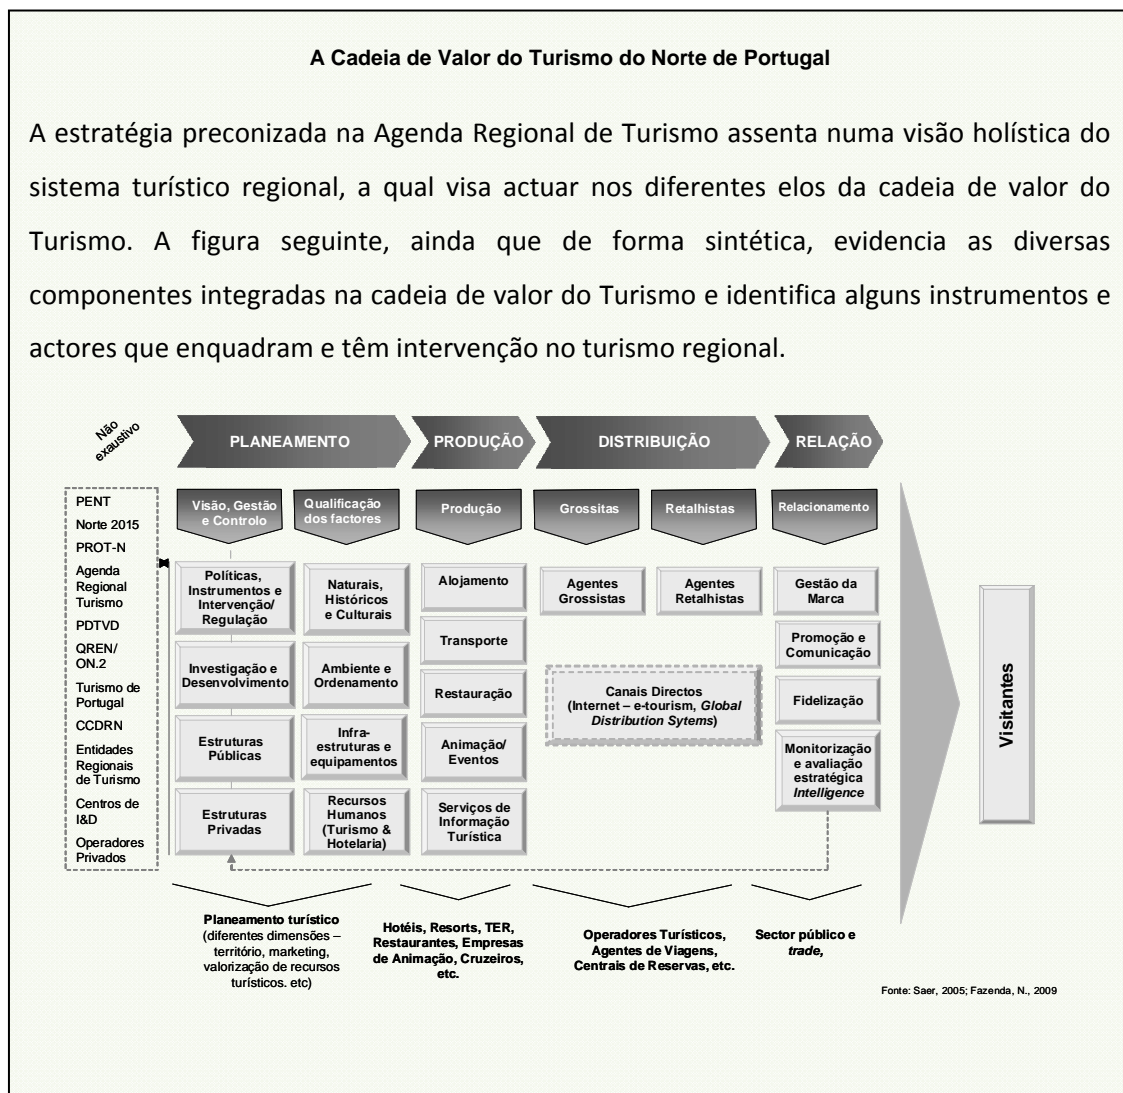 A Cadeia de Valor do Turismo do Norte de Portugal
A estratégia preconizada na Agenda Regional de Turismo assenta numa visão holística do
sistema turístico regional, a qual visa actuar nos diferentes elos da cadeia de valor do
Turismo. A figura seguinte, ainda que de forma sintética, evidencia as diversas
componentes integradas na cadeia de valor do Turismo e identifica alguns instrumentos e
actores que enquadram e têm intervenção no turismo regional.
Não
exaustivo
PLANEAMENTO
PRODUÇÃO
DISTRIBUIÇÃO
RELAÇÃO
PENT
Norte 2015
PROT-N
Agenda
Regional
Turismo
PDTVD
QREN/
ON.2
Turismo de
Portugal
CCDRN
Entidades
Regionais
de Turismo
Centros de
I&D
Operadores
Privados
Visão, Gestão
e Controlo
Políticas,
Instrumentos e
Intervenção/
Regulação
Investigação e
Desenvolvimento
Estruturas
Públicas
Estruturas
Privadas
Qualificação
dos factores
Naturais,
Históricos
e Culturais
Ambiente e
Ordenamento
Infra-
estruturas e
equipamentos
Recursos
Humanos
(Turismo &
Hotelaria)
Produção
Alojamento
Transporte
Restauração
Animação/
Eventos
Serviços de
Informação
Turística
Grossitas
Agentes
Grossistas
Retalhistas
Agentes
Retalhistas
Canais Directos
(Internet – e-tourism, Global
Distribution Sytems)
Relacionamento
Gestão da
Marca
Promoção e
Comunicação
Fidelização
Monitorização
e avaliação
estratégica
Intelligence
Visitantes
Planeamento turístico
(diferentes dimensões –
território, marketing,
valorização de recursos
turísticos. etc)
Hotéis, Resorts, TER,
Restaurantes, Empresas
de Animação, Cruzeiros,
etc.
Operadores Turísticos,
Agentes de Viagens,
Centrais de Reservas, etc.
Sector público e
trade,
Fonte: Saer, 2005; Fazenda, N., 2009